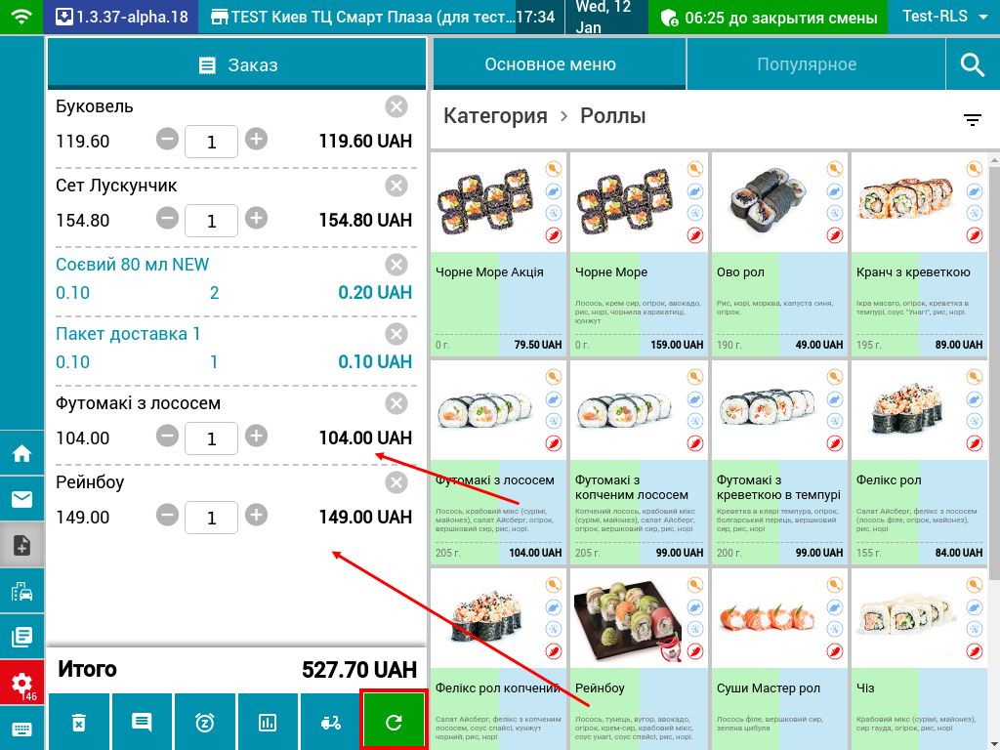 1.3.37-alpha.18
TEST Киев ТЦ Смарт Плаза (для тест...
17:34
Wed, 12
Jan
06:25 до закрытия смены
Test-RLS
Заказ
Буковель
119.60 1 119.60 UAH
Сет Лускунчик
154.80 1 154.80 UAH
Соєвий 80 мл NEW
0.10 2 0.20 UAH
Пакет доставка 1
0.10 1 0.10 UAH
Футомакі з лососем
104.00 1 104.00 UAH
Рейнбоу
149.00 1 149.00 UAH
Итого 527.70 UAH
146
Основное меню
Популярное
Категория > Роллы
Чорне Море Акція
0 г. 79.50 UAH
Чорне Море
Лосось, крем сир, огірок, авокадо,
рис, норі, чорнила каракатиці,
кунжут
0 г. 159.00 UAH
Ово рол
Рис, норі, морква, капуста синя,
огірок.
190 г. 49.00 UAH
Кранч з креветкою
Ікра масаго, огірок, креветка в
темпурі, соус "Унагі", рис, норі.
195 г. 89.00 UAH
Футомакі з лососем
Лосось, крабовий мікс (сурімі,
майонез), салат Айсберг, огірок,
вершковий сир, рис, норі.
205 г. 104.00 UAH
Футомакі з
копченим лососем
Копчений лосось, крабовий мікс
(сурімі, майонез), салат Айсберг,
огірок, вершковий сир, рис, норі
205 г. 99.00 UAH
Футомакі з
креветкою в темпурі
Креветка в клярі темпура, огірок,
болгарський перець, вершковий
сир, рис, норі
200 г. 99.00 UAH
Фелікс рол
Салат Айсберг, фелікс з лососем
(лосось філе, огірок, майонез),
рис, норі
155 г. 84.00 UAH
Фелікс рол копчений
Салат Айсберг, фелікс з копченим
лососем, соус спайсі, кунжут
чорний, рис, норі
Рейнбоу
Лосось, тунець, вугор, авокадо,
огірок, крем-сир, крабовий мікс,
соус унагі, соус спайсі, рис, норі.
Суши Мастер рол
Лосось філе, вершковий сир,
зелена цибуля
Чіз
Крабовий мікс (сурімі, майонез),
сир гауда, огірок, рис, норі